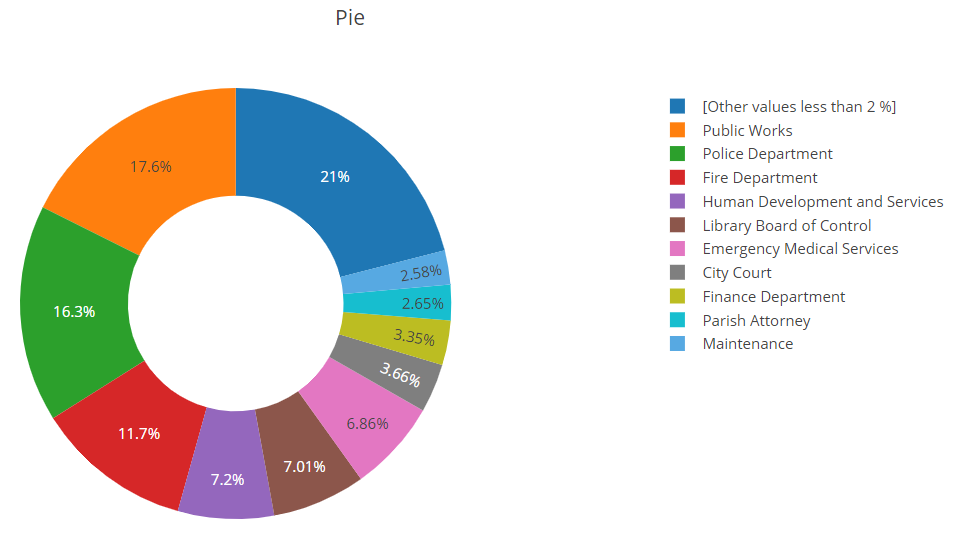 Pie
21%
17.6%
16.3%
11.7%
7.2%
7.01%
6.86%
3.66%
3.35%
2.65%
2.58%
[Other values less than 2 %]
Public Works
Police Department
Fire Department
Human Development and Services
Library Board of Control
Emergency Medical Services
City Court
Finance Department
Parish Attorney
Maintenance